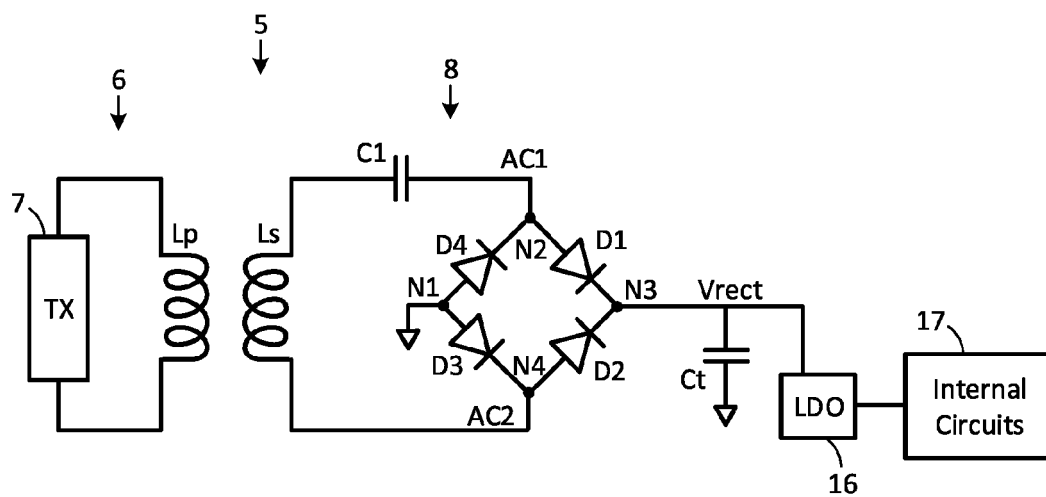 5
6
8
C1
AC1
7
Lp
Ls
D4
N2
D1
TX
N1
N3
Vrect
17
D3
N4
D2
Ct
LDO
Internal
Circuits
AC2
16